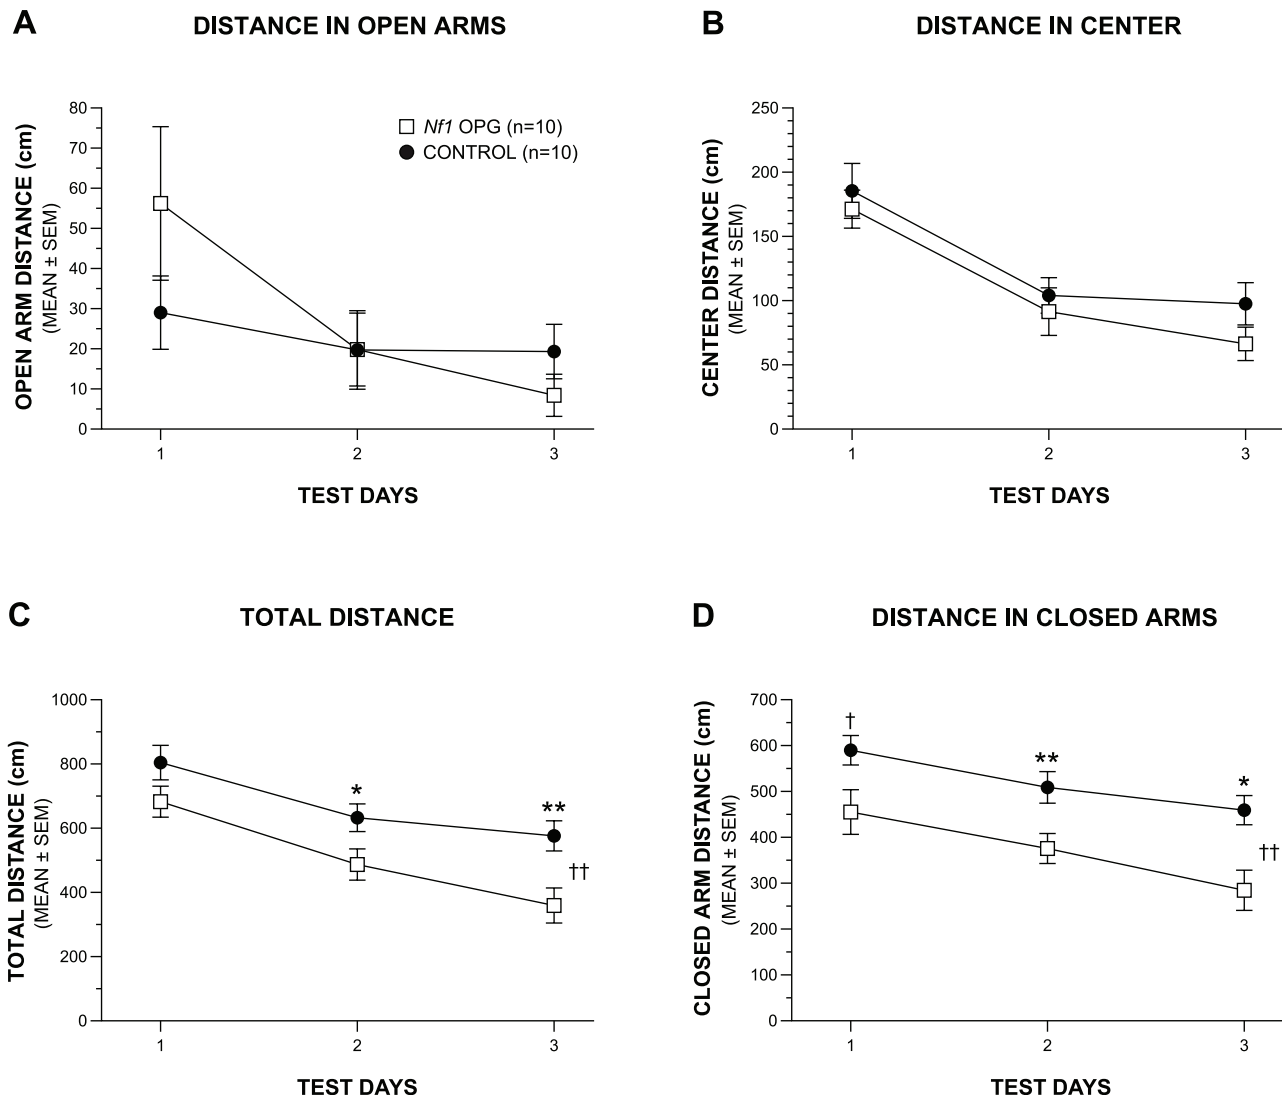 A
DISTANCE IN OPEN ARMS
OPEN ARM DISTANCE (cm)
(MEAN ± SEM)
80
70
60
50
40
30
20
10
0
Nf1 OPG (n=10)
CONTROL (n=10)
1 2 3
TEST DAYS
B
DISTANCE IN CENTER
CENTER DISTANCE (cm)
(MEAN ± SEM)
250
200
150
100
50
0
1 2 3
TEST DAYS
C
TOTAL DISTANCE
TOTAL DISTANCE (cm)
(MEAN ± SEM)
1000
800
600
400
200
0
*
**
††
1 2 3
TEST DAYS
D
DISTANCE IN CLOSED ARMS
CLOSED ARM DISTANCE (cm)
(MEAN ± SEM)
700
600
500
400
300
200
100
0
†
**
*
††
1 2 3
TEST DAYS